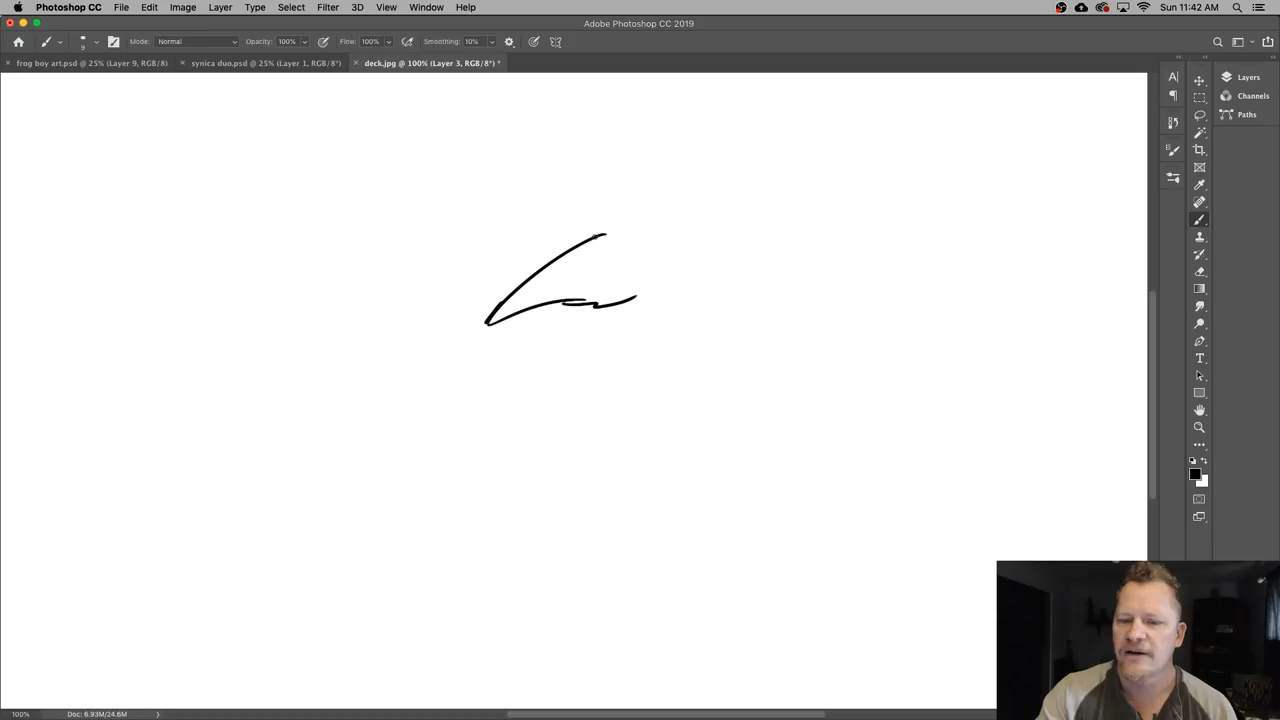 Photoshop CC File Edit Image Layer Type Select Filter 3D View Window Help Sun 11:42 AM
Adobe Photoshop CC 2019
9 Mode: Normal Opacity: 100% Flow: 100% Smoothing: 10%
× frog boy art.psd @ 25% (Layer 9, RGB/8) × synica duo.psd @ 25% (Layer 1, RGB/8*) × deck.jpg @ 100% (Layer 3, RGB/8*) *
Layers
Channels
Paths
100% Doc: 6.93M/24.6M